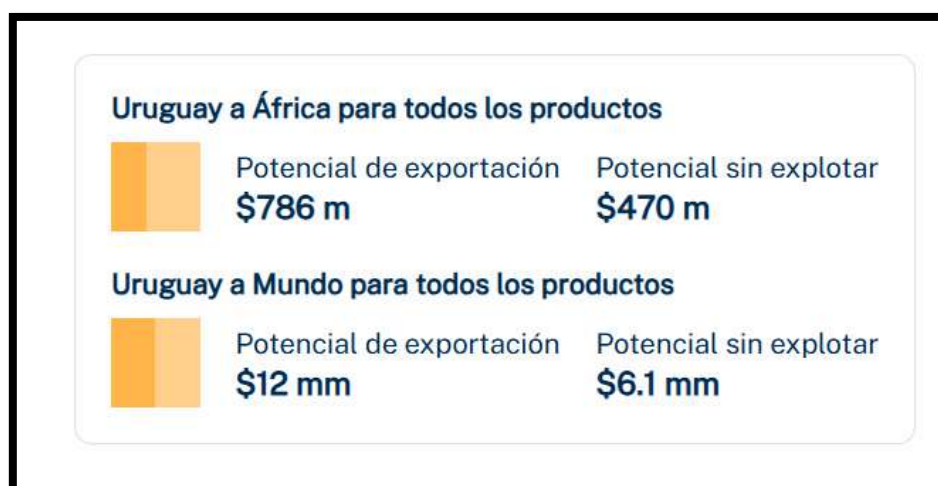 Uruguay a África para todos los productos
Potencial de exportación Potencial sin explotar
$786 m $470 m
Uruguay a Mundo para todos los productos
Potencial de exportación Potencial sin explotar
$12 mm $6.1 mm